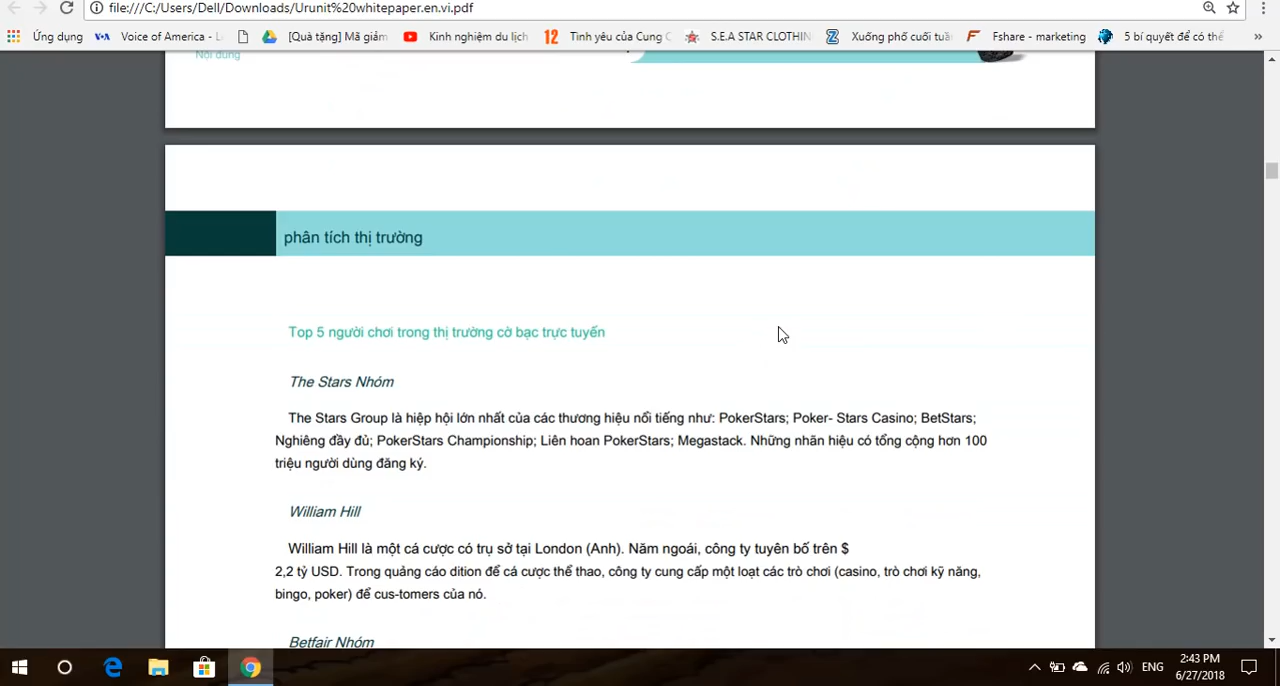 file:///C:/Users/Dell/Downloads/Urunit%20whitepaper.en.vi.pdf
Ứng dụng Voice of America - L [Quà tặng] Mã giảm Kinh nghiệm du lịch 12 Tình yêu của Cung C S.E.A STAR CLOTHIN Xuống phố cuối tuần Fshare - marketing 5 bí quyết để có thể »
Nội dung
phân tích thị trường
Top 5 người chơi trong thị trường cờ bạc trực tuyến
The Stars Nhóm
The Stars Group là hiệp hội lớn nhất của các thương hiệu nổi tiếng như: PokerStars; Poker- Stars Casino; BetStars;
Nghiêng đầy đủ; PokerStars Championship; Liên hoan PokerStars; Megastack. Những nhãn hiệu có tổng cộng hơn 100
triệu người dùng đăng ký.
William Hill
William Hill là một cá cược có trụ sở tại London (Anh). Năm ngoái, công ty tuyên bố trên $
2,2 tỷ USD. Trong quảng cáo dition để cá cược thể thao, công ty cung cấp một loạt các trò chơi (casino, trò chơi kỹ năng,
bingo, poker) để cus-tomers của nó.
Betfair Nhóm
ENG
2:43 PM
6/27/2018